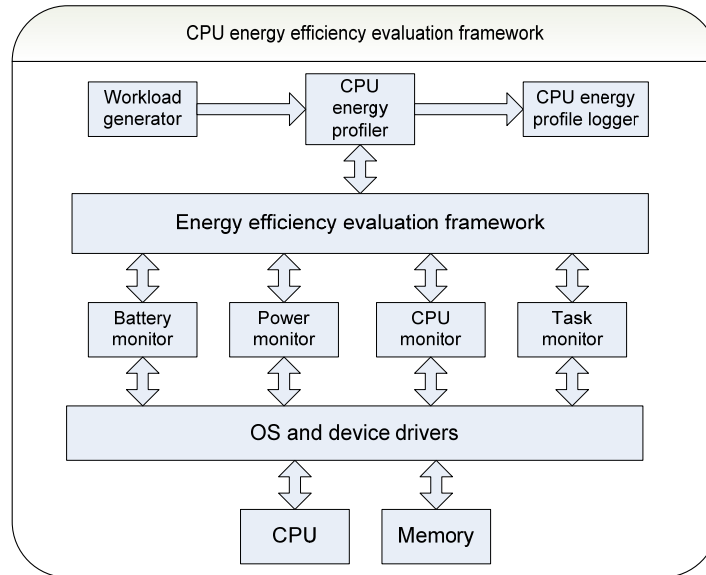 CPU energy efficiency evaluation framework
Workload
generator
CPU
energy
profiler
CPU energy
profile logger
Energy efficiency evaluation framework
Battery
monitor
Power
monitor
CPU
monitor
Task
monitor
OS and device drivers
CPU
Memory